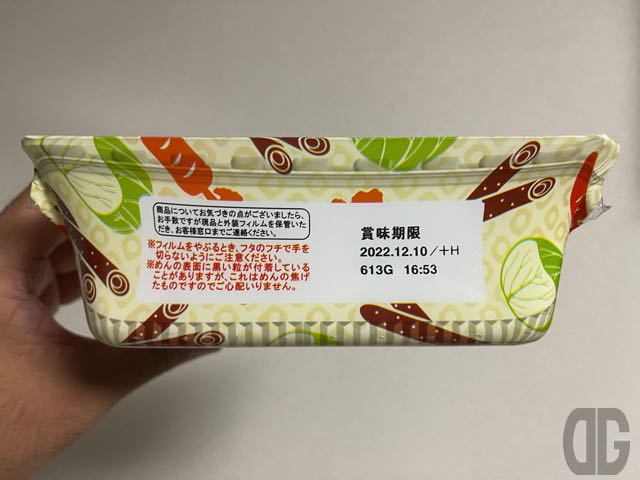 商品についてお気づきの点がございましたら、
お手数ですが現品と外装フィルムを保管いた
だき、お客様窓口までご連絡ください。
※フィルムをやぶるとき、フタのフチで手を
切らないようにご注意ください。
※めんの表面に黒い粒が付着している
ことがありますが、これはめんの焦げ
たものですのでご心配いりません。
賞味期限
2022.12.10/+H
613G 16:53
DG